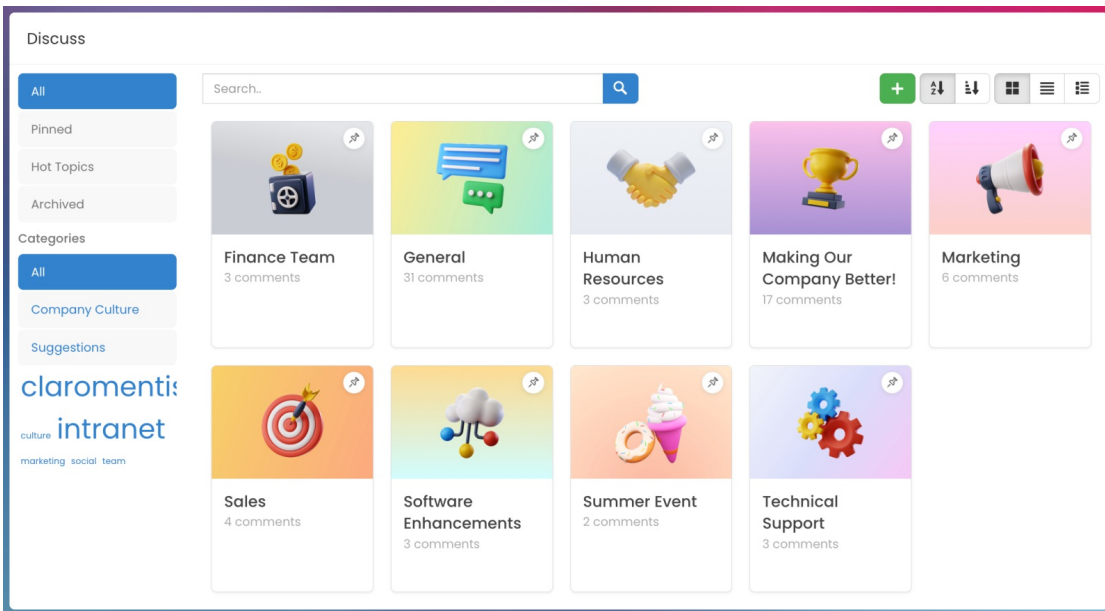 Discuss
All
Pinned
Hot Topics
Archived
Categories
All
Company Culture
Suggestions
claromentis
culture intranet
marketing social team
Search..
Finance Team
3 comments
General
31 comments
Human
Resources
3 comments
Making Our
Company Better!
17 comments
Marketing
6 comments
Sales
4 comments
Software
Enhancements
3 comments
Summer Event
2 comments
Technical
Support
3 comments